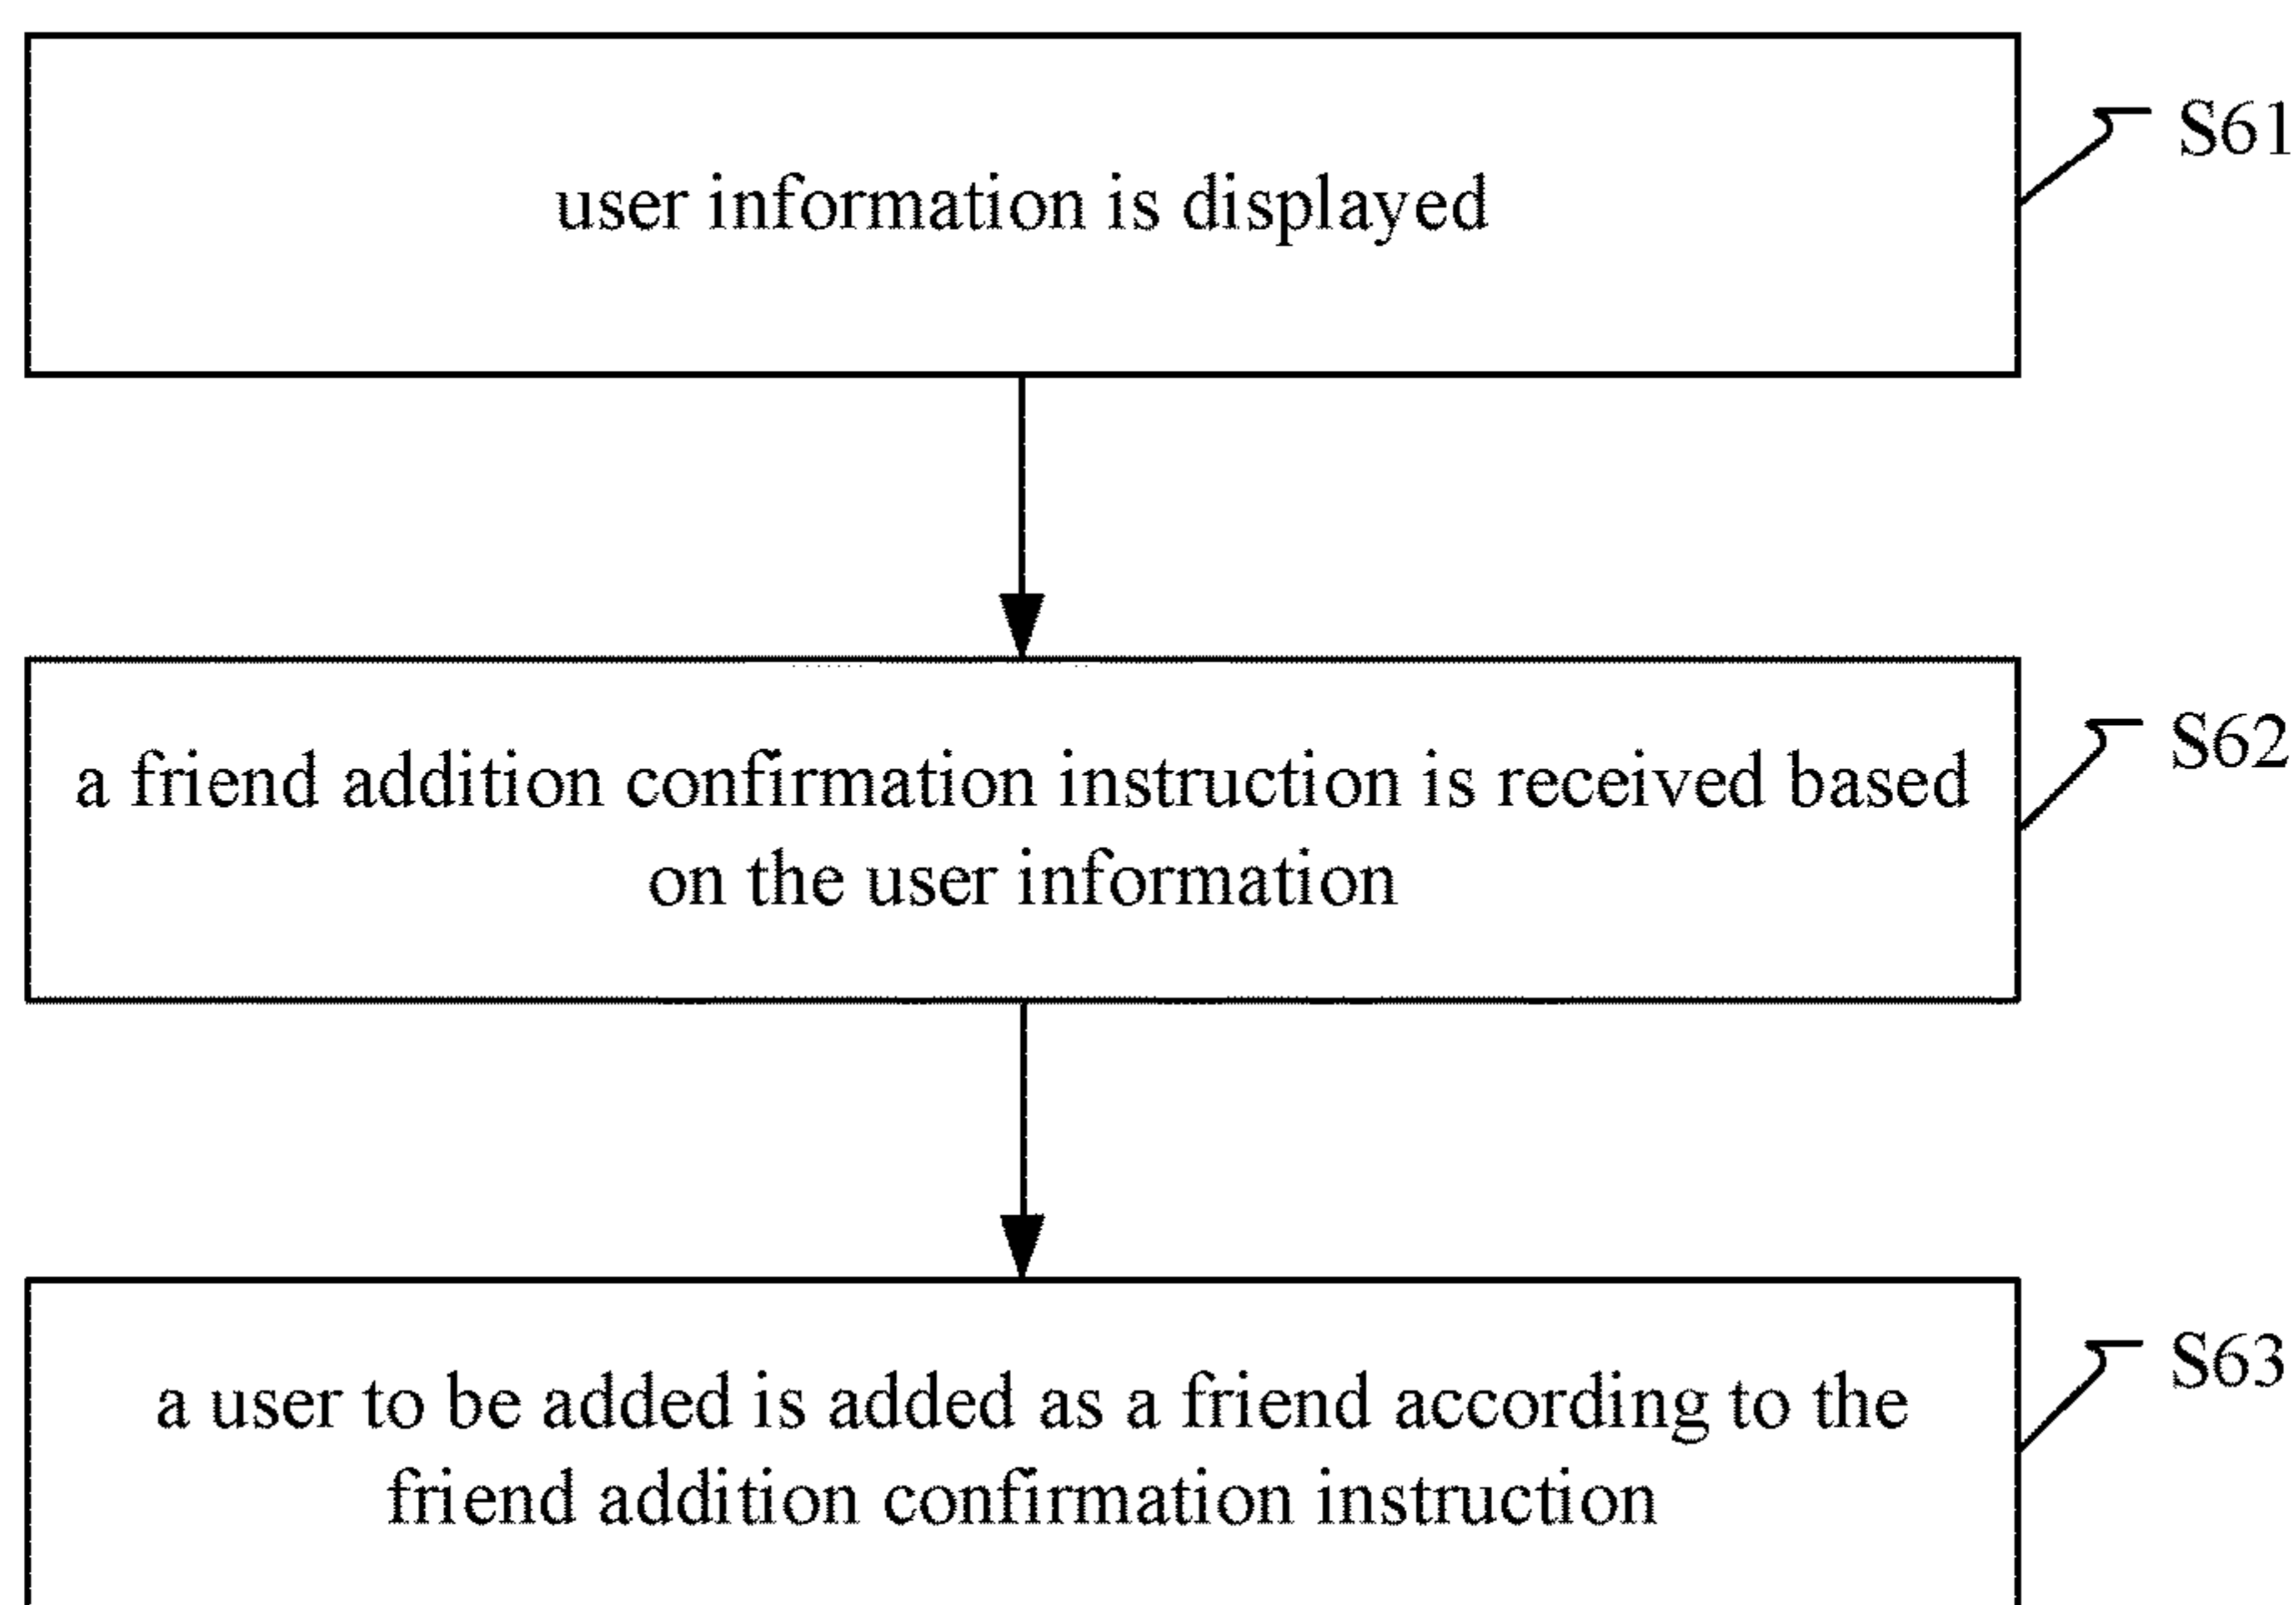 user information is displayed
S61
a friend addition confirmation instruction is received based
on the user information
S62
a user to be added is added as a friend according to the
friend addition confirmation instruction
S63